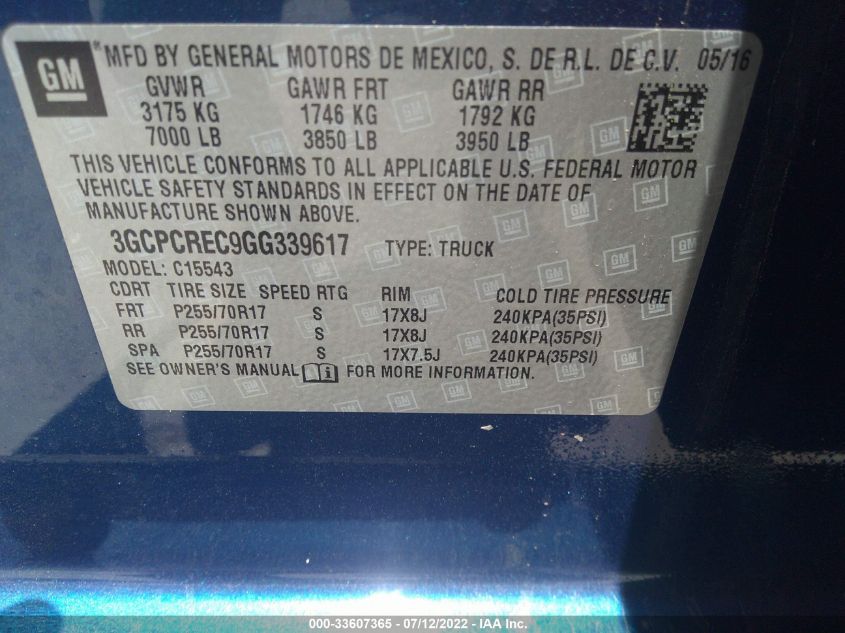 GM
MFD BY GENERAL MOTORS DE MEXICO, S. DE R.L. DE C.V. 05/16
GVWR GAWR FRT GAWR RR
3175 KG 1746 KG 1792 KG
7000 LB 3850 LB 3950 LB
THIS VEHICLE CONFORMS TO ALL APPLICABLE U.S. FEDERAL MOTOR
VEHICLE SAFETY STANDARDS IN EFFECT ON THE DATE OF
MANUFACTURE SHOWN ABOVE.
3GCPCREC9GG339617 TYPE: TRUCK
MODEL: C15543
CDRT TIRE SIZE SPEED RTG RIM COLD TIRE PRESSURE
FRT P255/70R17 S 17X8J 240KPA(35PSI)
RR P255/70R17 S 17X8J 240KPA(35PSI)
SPA P255/70R17 S 17X7.5J 240KPA(35PSI)
SEE OWNER'S MANUAL FOR MORE INFORMATION.
000-33607365 - 07/12/2022 - IAA Inc.